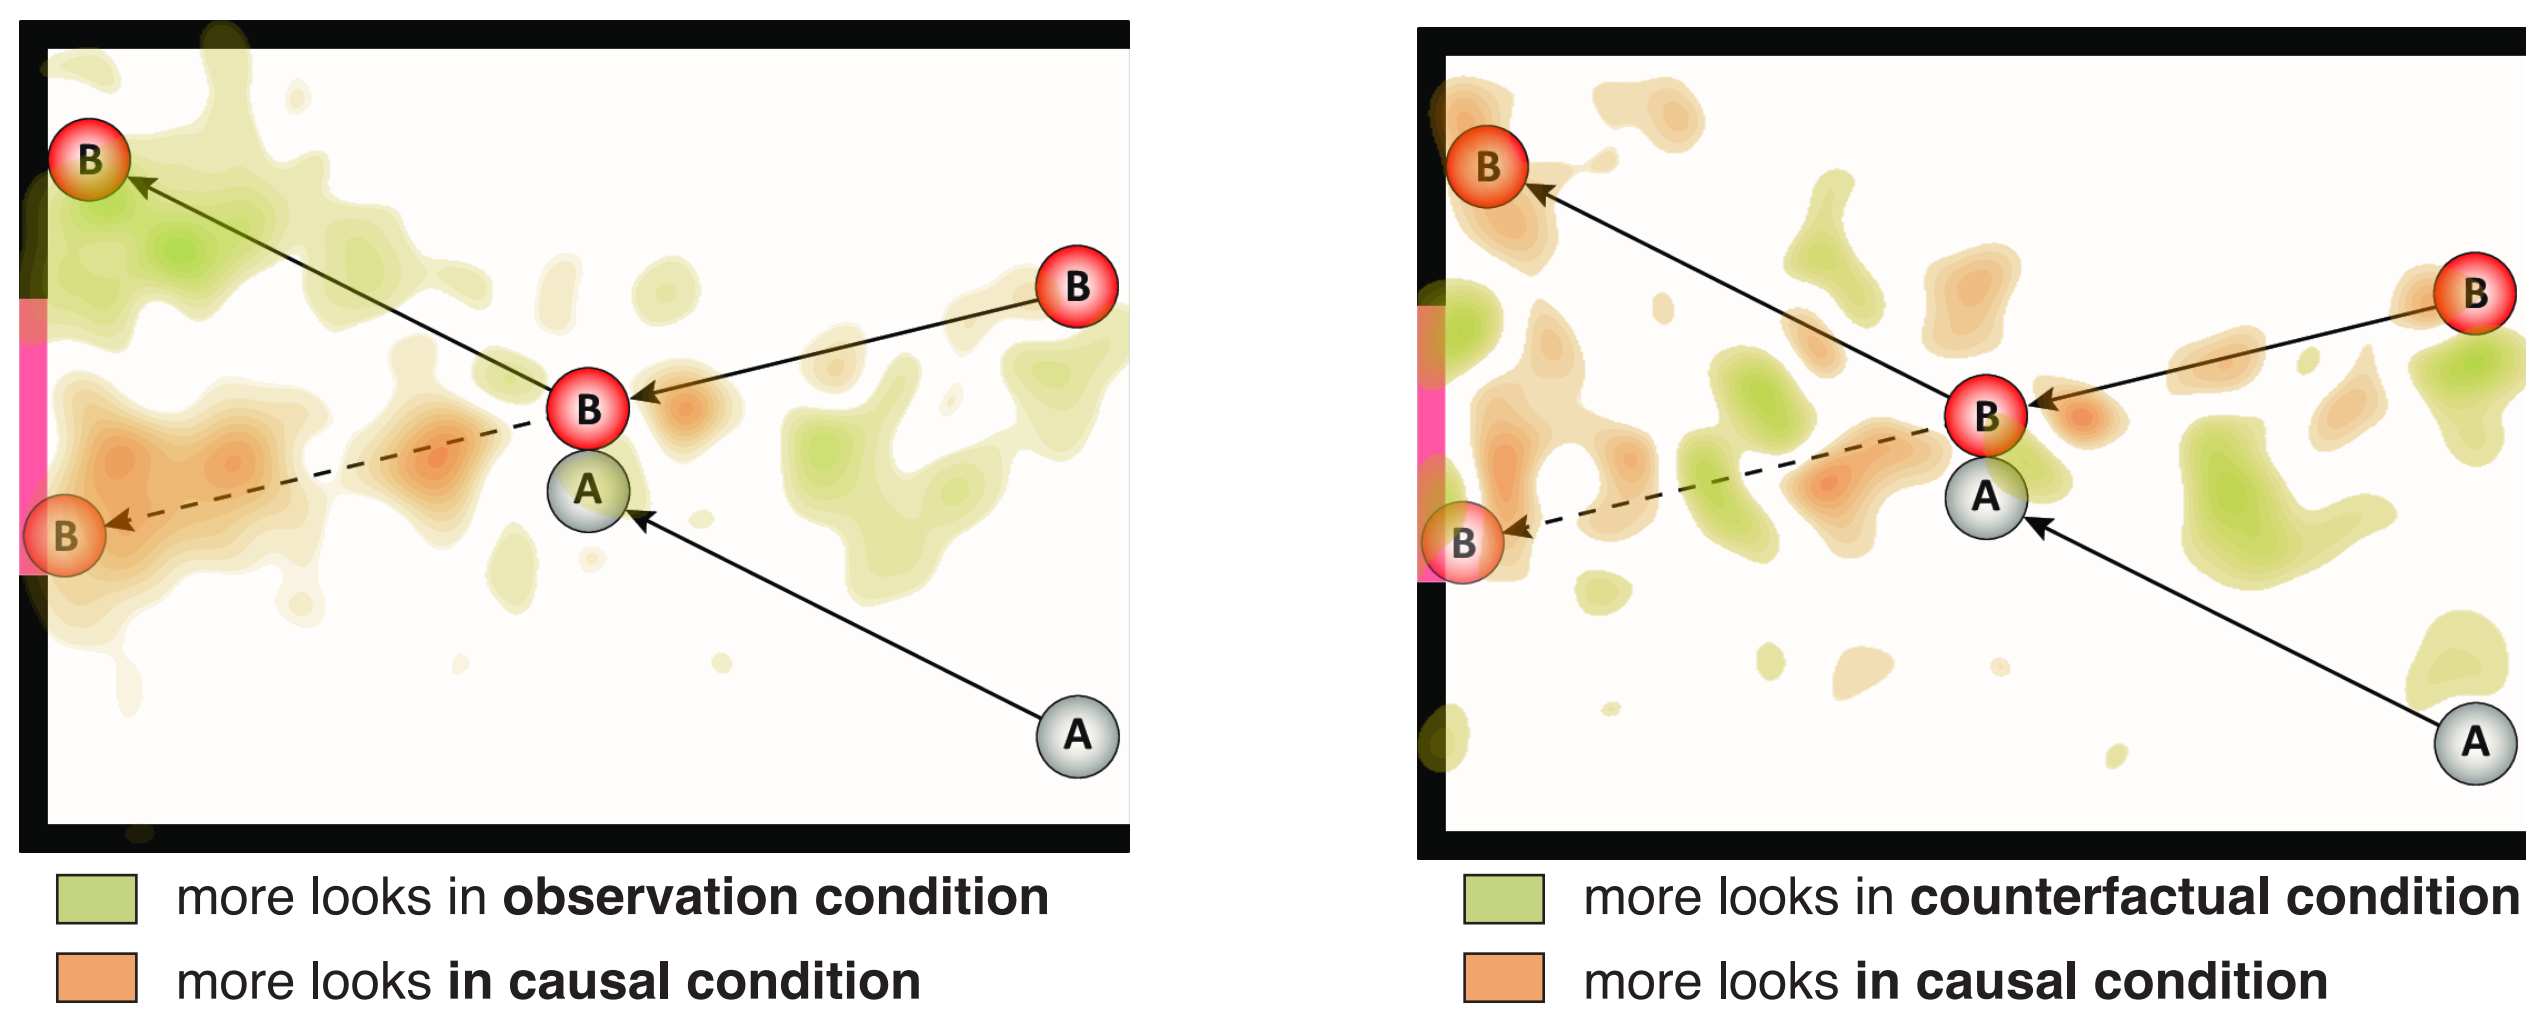 B
B
B
A
B
A
more looks in observation condition
more looks in causal condition
B
B
B
A
B
A
more looks in counterfactual condition
more looks in causal condition